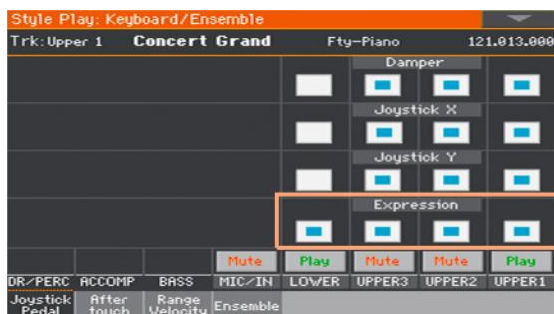 Style Play: Keyboard/Ensemble
Trk: Upper 1 Concert Grand Fty-Piano 121.013.000
Damper
Joystick X
Joystick Y
Expression
Mute Play Mute Mute Play
DR/PERC ACCOMP BASS MIC/IN LOWER UPPER3 UPPER2 UPPER1
Joystick After Range Ensemble
Pedal touch Velocity